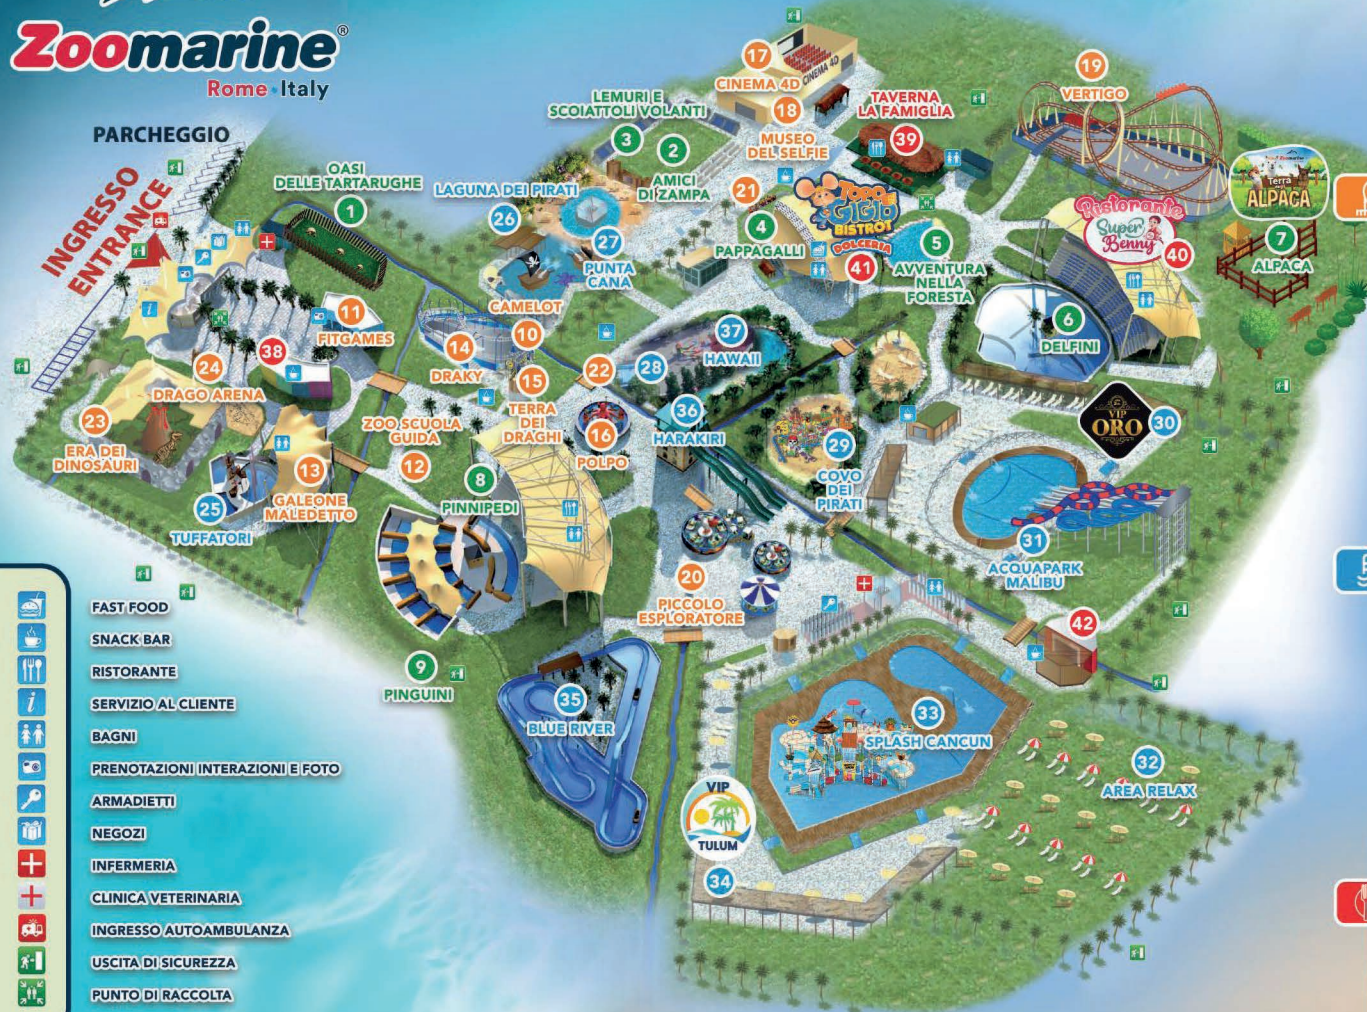 Zoomarine®
Rome • Italy
PARCHEGGIO
INGRESSO
ENTRANCE
17
CINEMA 4D
CINEMA 4D
18
MUSEO
DEL SELFIE
LEMURI E
SCOIATTOLI VOLANTI
3
2
AMICI
DI ZAMPA
TAVERNA
LA FAMIGLIA
39
19
VERTIGO
Terra
ALPACA
7
ALPACA
OASI
DELLE TARTARUGHE
1
LAGUNA DEI PIRATI
26
27
PUNTA
CANA
21
4
PAPPAGALLI
TOPO
GIGIO
BISTROT
DOLCERIA
41
5
AVVENTURA
NELLA
FORESTA
Ristorante
Super
Benny
40
6
DELFINI
11
FITGAMES
CAMELOT
10
14
DRAKY
15
TERRA
DEI
DRAGHI
22
28
37
HAWAII
38
24
DRAGO ARENA
23
ERA DEI
DINOSAURI
ZOO SCUOLA
GUIDA
12
16
POLPO
36
HARAKIRI
29
COVO
DEI
PIRATI
VIP
ORO
30
13
GALEONE
MALEDETTO
25
TUFFATORI
8
PINNIPEDI
31
ACQUAPARK
MALIBU
20
PICCOLO
ESPLORATORE
42
9
PINGUINI
35
BLUE RIVER
33
SPLASH CANCUN
32
AREA RELAX
VIP
TULUM
34
FAST FOOD
SNACK BAR
RISTORANTE
i SERVIZIO AL CLIENTE
BAGNI
PRENOTAZIONI INTERAZIONI E FOTO
ARMADIETTI
NEGOZI
INFERMERIA
CLINICA VETERINARIA
INGRESSO AUTOAMBULANZA
USCITA DI SICUREZZA
PUNTO DI RACCOLTA